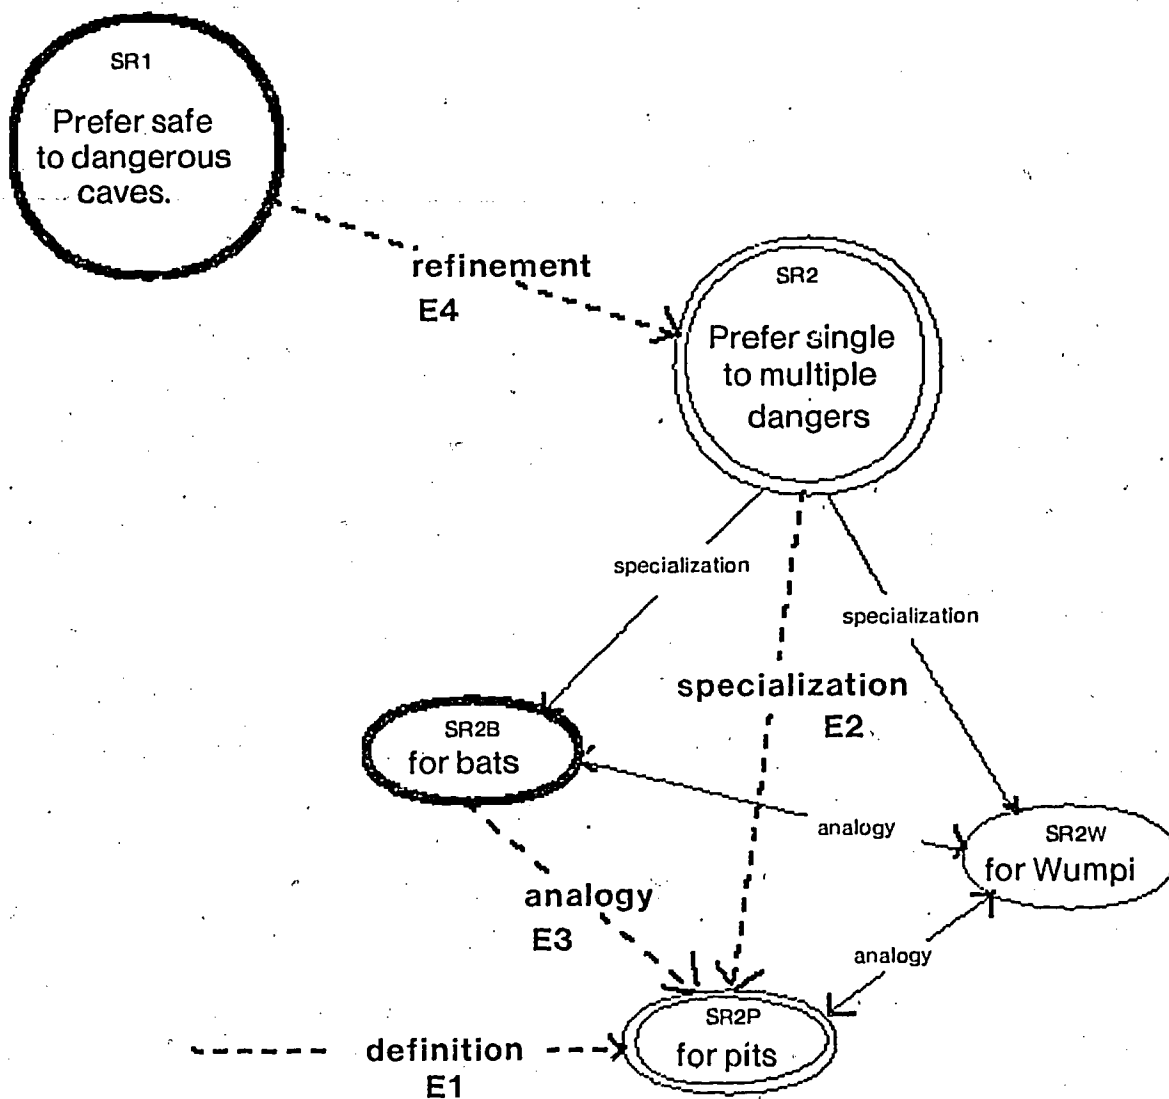 SR1
Prefer safe
to dangerous
caves.
refinement
E4
SR2
Prefer single
to multiple
dangers
specialization
specialization
specialization
E2
SR2B
for bats
analogy
SR2W
for Wumpi
analogy
E3
analogy
SR2P
for pits
definition
E1